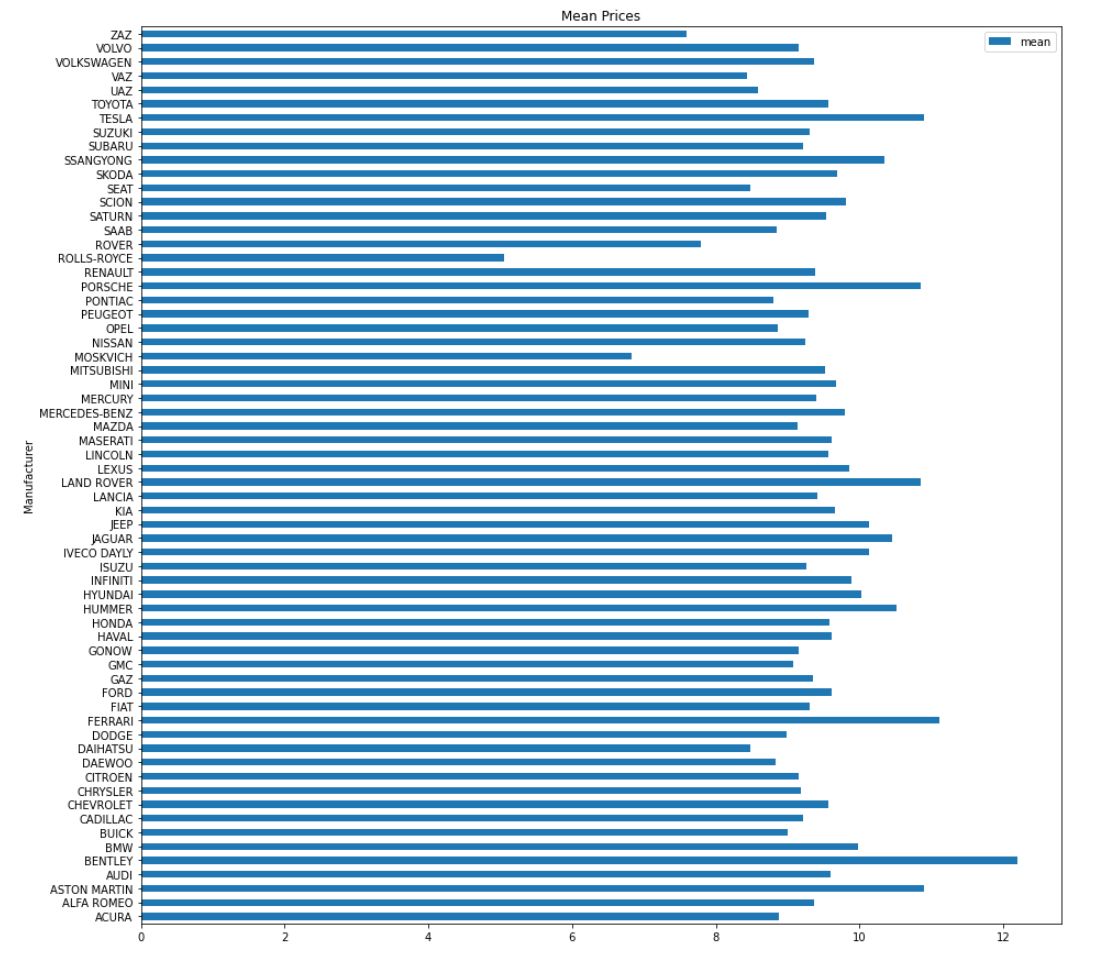 Mean Prices
mean
ZAZ
VOLVO
VOLKSWAGEN
VAZ
UAZ
TOYOTA
TESLA
SUZUKI
SUBARU
SSANGYONG
SKODA
SEAT
SCION
SATURN
SAAB
ROVER
ROLLS-ROYCE
RENAULT
PORSCHE
PONTIAC
PEUGEOT
OPEL
NISSAN
MOSKVICH
MITSUBISHI
MINI
MERCURY
MERCEDES-BENZ
MAZDA
MASERATI
LINCOLN
LEXUS
LAND ROVER
LANCIA
KIA
JEEP
JAGUAR
IVECO DAYLY
ISUZU
INFINITI
HYUNDAI
HUMMER
HONDA
HAVAL
GONOW
GMC
GAZ
FORD
FIAT
FERRARI
DODGE
DAIHATSU
DAEWOO
CITROEN
CHRYSLER
CHEVROLET
CADILLAC
BUICK
BMW
BENTLEY
AUDI
ASTON MARTIN
ALFA ROMEO
ACURA
Manufacturer
0 2 4 6 8 10 12